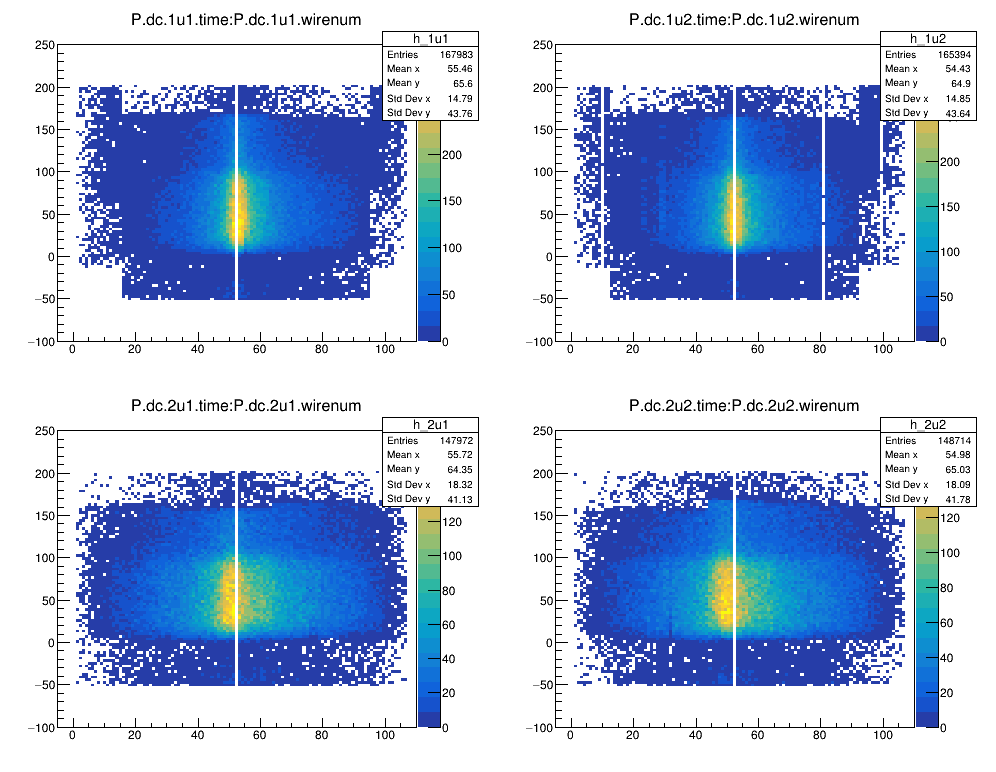 P.dc.1u1.time:P.dc.1u1.wirenum
h_1u1
Entries 167983
Mean x 55.46
Mean y 65.6
Std Dev x 14.79
Std Dev y 43.76
250
200
150
100
50
0
−50
−100
0 20 40 60 80 100
200
150
100
50
0
P.dc.1u2.time:P.dc.1u2.wirenum
h_1u2
Entries 165394
Mean x 54.43
Mean y 64.9
Std Dev x 14.85
Std Dev y 43.64
250
200
150
100
50
0
−50
−100
0 20 40 60 80 100
200
150
100
50
0
P.dc.2u1.time:P.dc.2u1.wirenum
h_2u1
Entries 147972
Mean x 55.72
Mean y 64.35
Std Dev x 18.32
Std Dev y 41.13
250
200
150
100
50
0
−50
−100
0 20 40 60 80 100
120
100
80
60
40
20
0
P.dc.2u2.time:P.dc.2u2.wirenum
h_2u2
Entries 148714
Mean x 54.98
Mean y 65.03
Std Dev x 18.09
Std Dev y 41.78
250
200
150
100
50
0
−50
−100
0 20 40 60 80 100
120
100
80
60
40
20
0